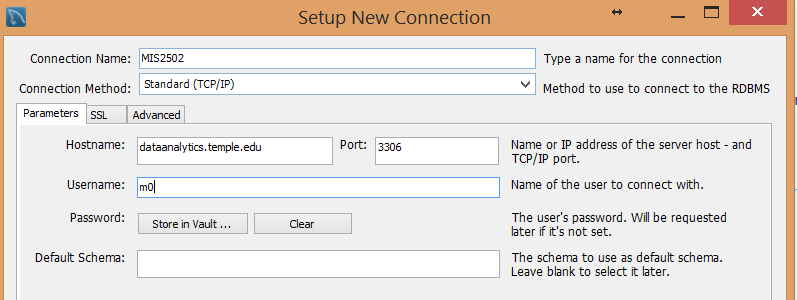 Setup New Connection
Connection Name: MIS2502 Type a name for the connection
Connection Method: Standard (TCP/IP) Method to use to connect to the RDBMS
Parameters SSL Advanced
Hostname: dataanalytics.temple.edu Port: 3306 Name or IP address of the server host - and
TCP/IP port.
Username: m0 Name of the user to connect with.
Password: Store in Vault ... Clear The user's password. Will be requested
later if it's not set.
Default Schema: The schema to use as default schema.
Leave blank to select it later.